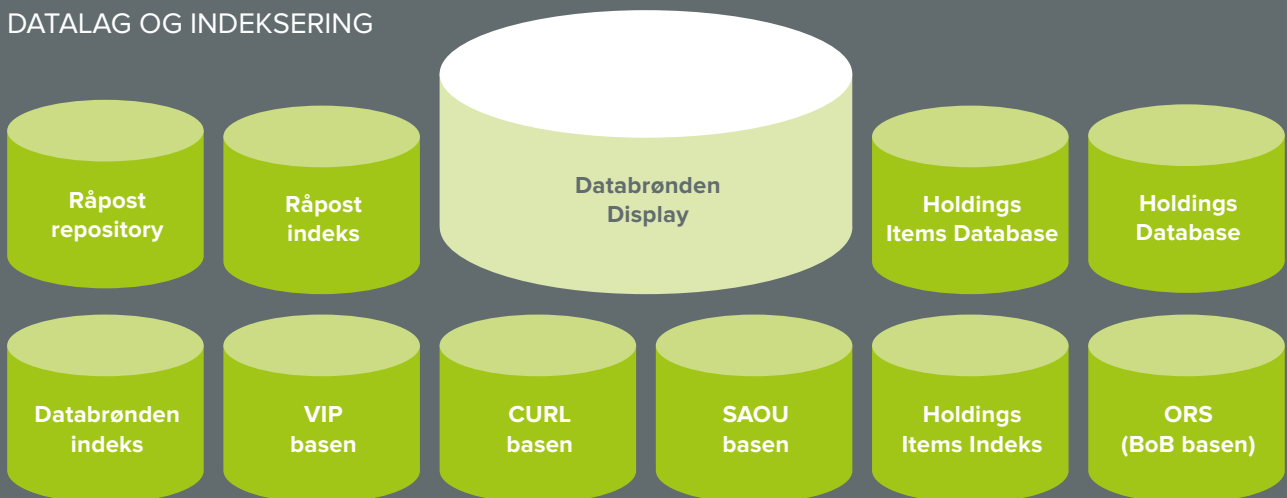 DATALAG OG INDEKSERING
Råpost
repository
Råpost
indeks
Databrønden
Display
Holdings
Items Database
Holdings
Database
Databrønden
indeks
VIP
basen
CURL
basen
SAOU
basen
Holdings
Items Indeks
ORS
(BoB basen)